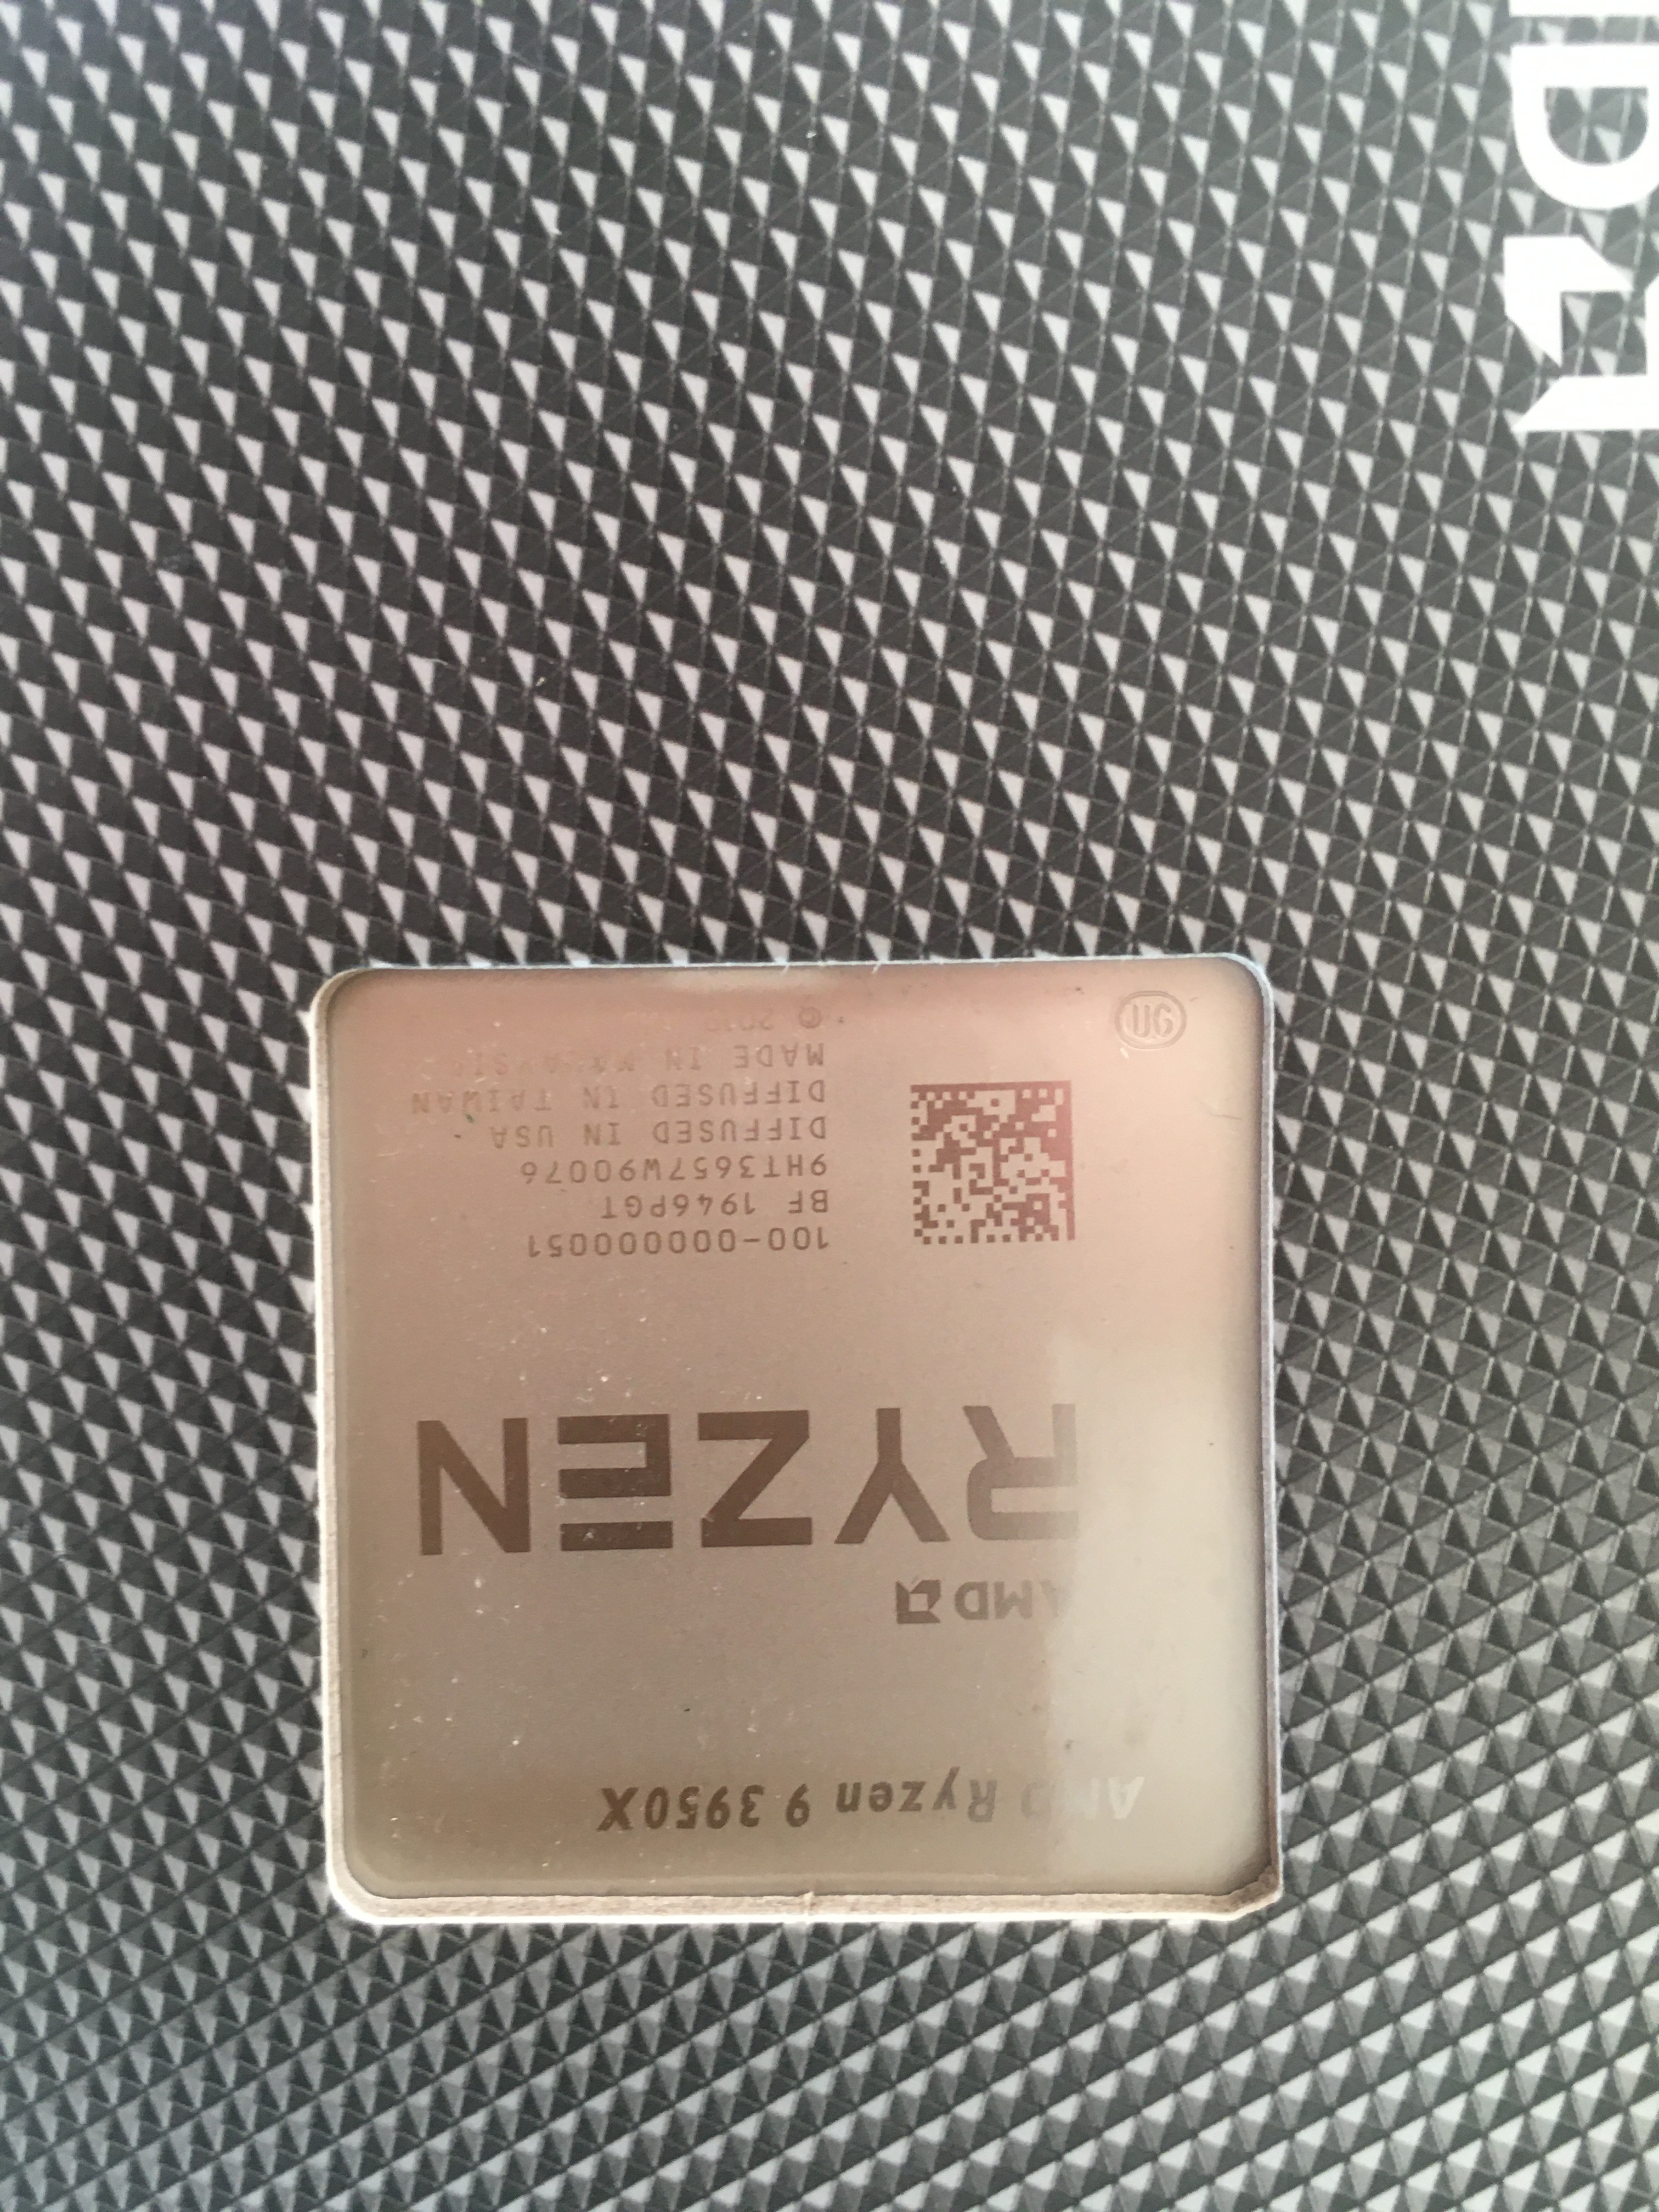 AMD Ryzen 9 3950X
AMD
RYZEN
100-000000051
BF 1946PGT
9HT3657W90076
DIFFUSED IN USA
DIFFUSED IN TAIWAN
MADE IN MALAYSIA
©
UG